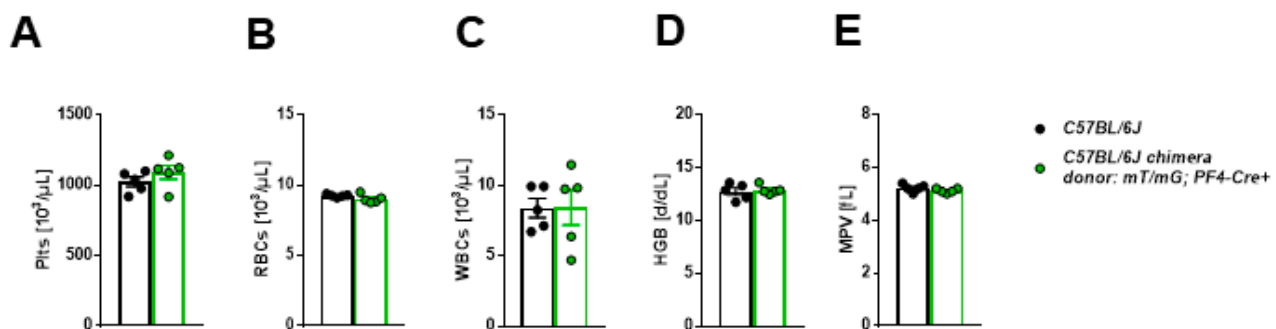 A B C D E
Plts [10³/µL]
1500
1000
500
0
RBCs [10³/µL]
15
10
5
0
WBCs [10³/µL]
15
10
5
0
HGB [d/dL]
20
15
10
5
0
MPV [fL]
8
6
4
2
0
C57BL/6J
C57BL/6J chimera
donor: mT/mG; PF4-Cre+